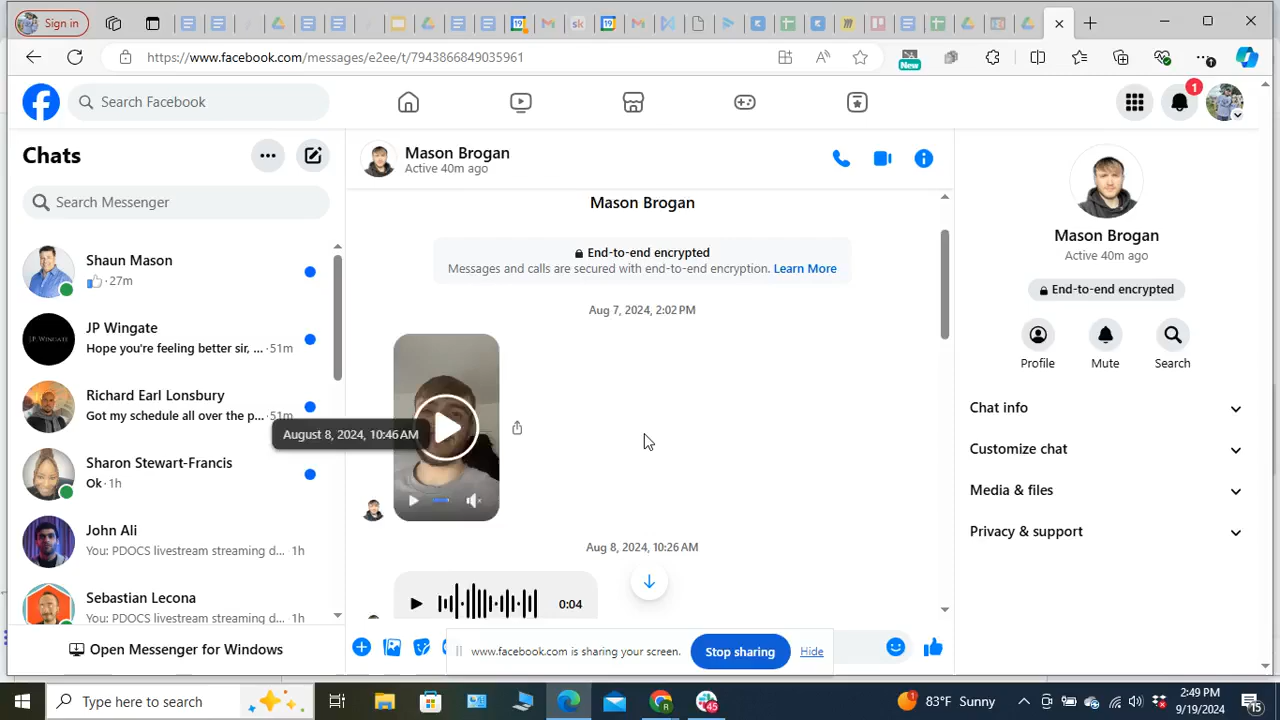 Sign in
https://www.facebook.com/messages/e2ee/t/7943866849035961
New
Search Facebook
1
Chats
Search Messenger
Shaun Mason
27m
JP Wingate
Hope you're feeling better sir, ... · 51m
Richard Earl Lonsbury
Got my schedule all over the p... · 51m
Sharon Stewart-Francis
Ok · 1h
John Ali
You: PDOCS livestream streaming d... · 1h
Sebastian Lecona
You: PDOCS livestream streaming d... · 1h
Open Messenger for Windows
Mason Brogan
Active 40m ago
Mason Brogan
End-to-end encrypted
Messages and calls are secured with end-to-end encryption. Learn More
Aug 7, 2024, 2:02 PM
August 8, 2024, 10:46 AM
Aug 8, 2024, 10:26 AM
0:04
www.facebook.com is sharing your screen.
Stop sharing
Hide
Mason Brogan
Active 40m ago
End-to-end encrypted
Profile
Mute
Search
Chat info
Customize chat
Media & files
Privacy & support
Type here to search
45
83°F Sunny
2:49 PM
9/19/2024
15